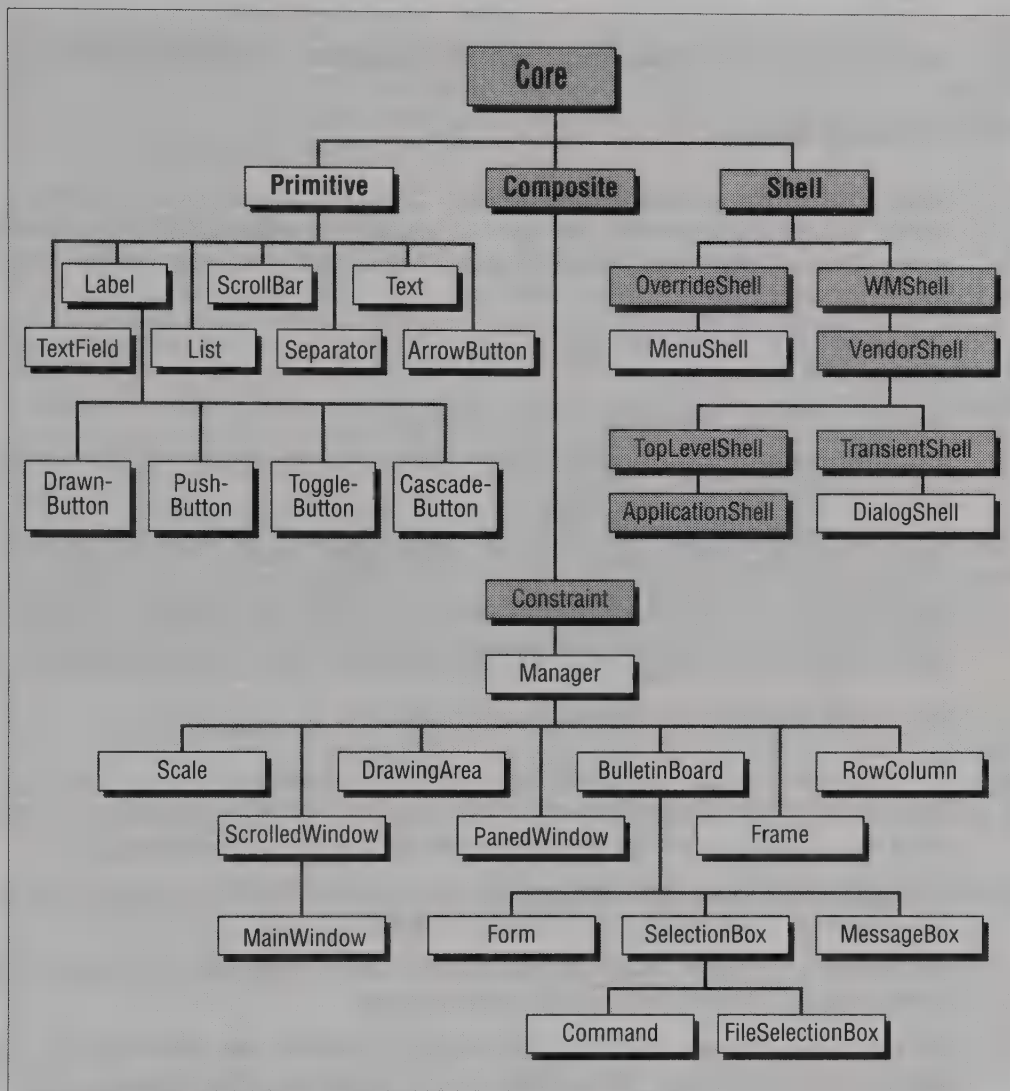 Core
Primitive
Composite
Shell
Label
ScrollBar
Text
OverrideShell
WMShell
TextField
List
Separator
ArrowButton
MenuShell
VendorShell
TopLevelShell
TransientShell
Drawn-
Button
Push-
Button
Toggle-
Button
Cascade-
Button
ApplicationShell
DialogShell
Constraint
Manager
Scale
DrawingArea
BulletinBoard
RowColumn
ScrolledWindow
PanedWindow
Frame
MainWindow
Form
SelectionBox
MessageBox
Command
FileSelectionBox